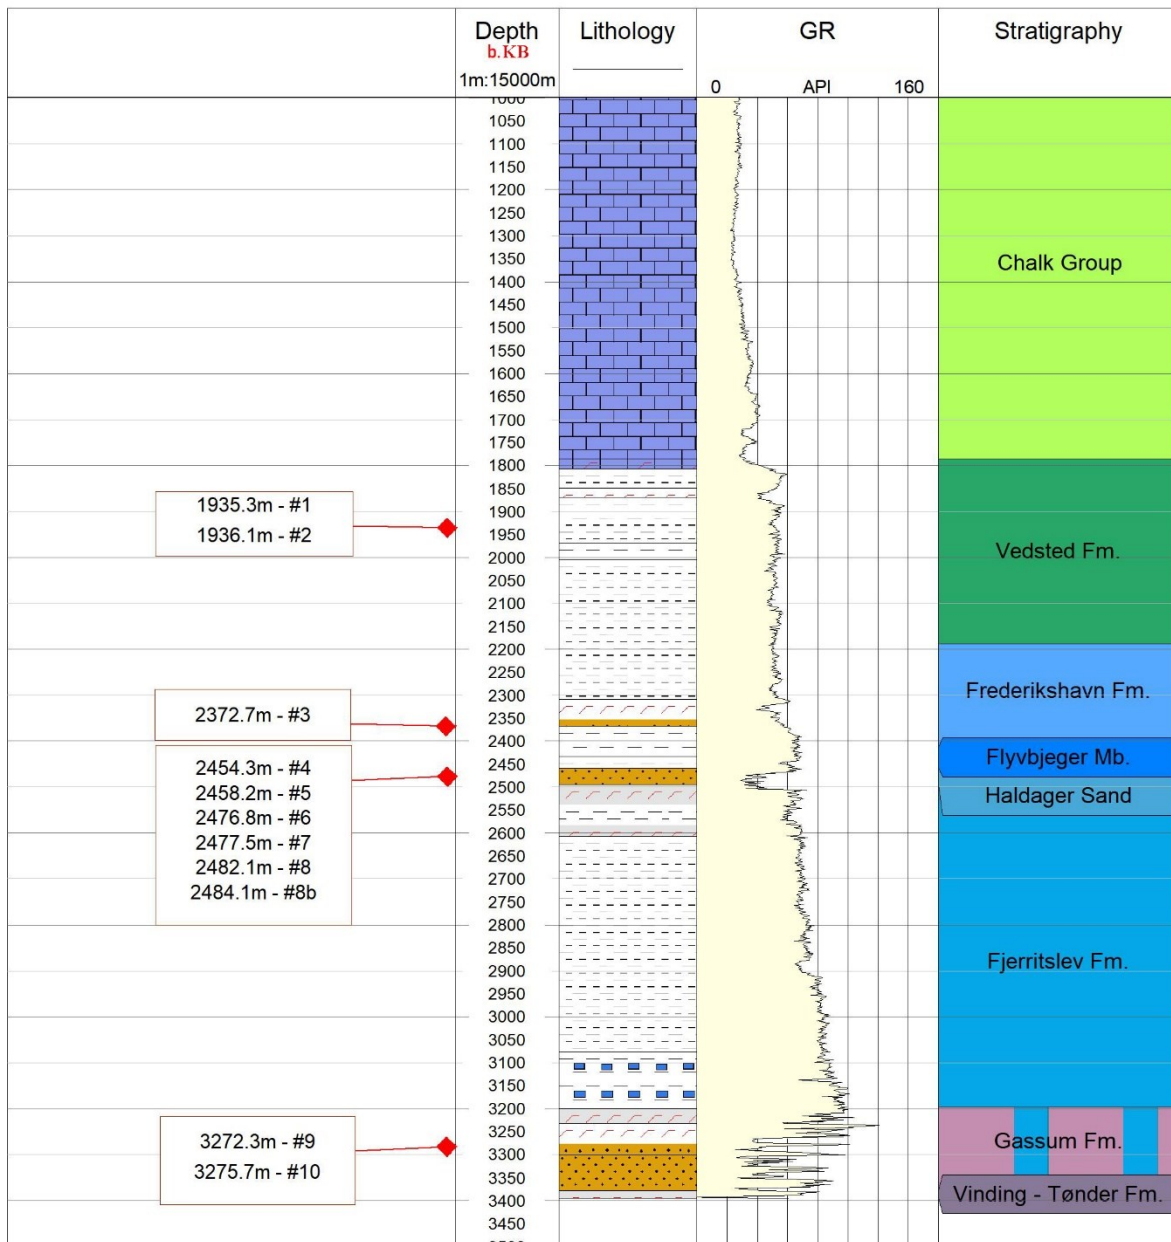 Depth
b.KB
1m:15000m
Lithology
GR
0 API 160
Stratigraphy
1000
1050
1100
1150
1200
1250
1300
1350
1400
1450
1500
1550
1600
1650
1700
1750
1800
1850
1900
1950
2000
2050
2100
2150
2200
2250
2300
2350
2400
2450
2500
2550
2600
2650
2700
2750
2800
2850
2900
2950
3000
3050
3100
3150
3200
3250
3300
3350
3400
3450
3500
1935.3m - #1
1936.1m - #2
2372.7m - #3
2454.3m - #4
2458.2m - #5
2476.8m - #6
2477.5m - #7
2482.1m - #8
2484.1m - #8b
3272.3m - #9
3275.7m - #10
Chalk Group
Vedsted Fm.
Frederikshavn Fm.
Flyvbjeger Mb.
Haldager Sand
Fjerritslev Fm.
Gassum Fm.
Vinding - Tønder Fm.